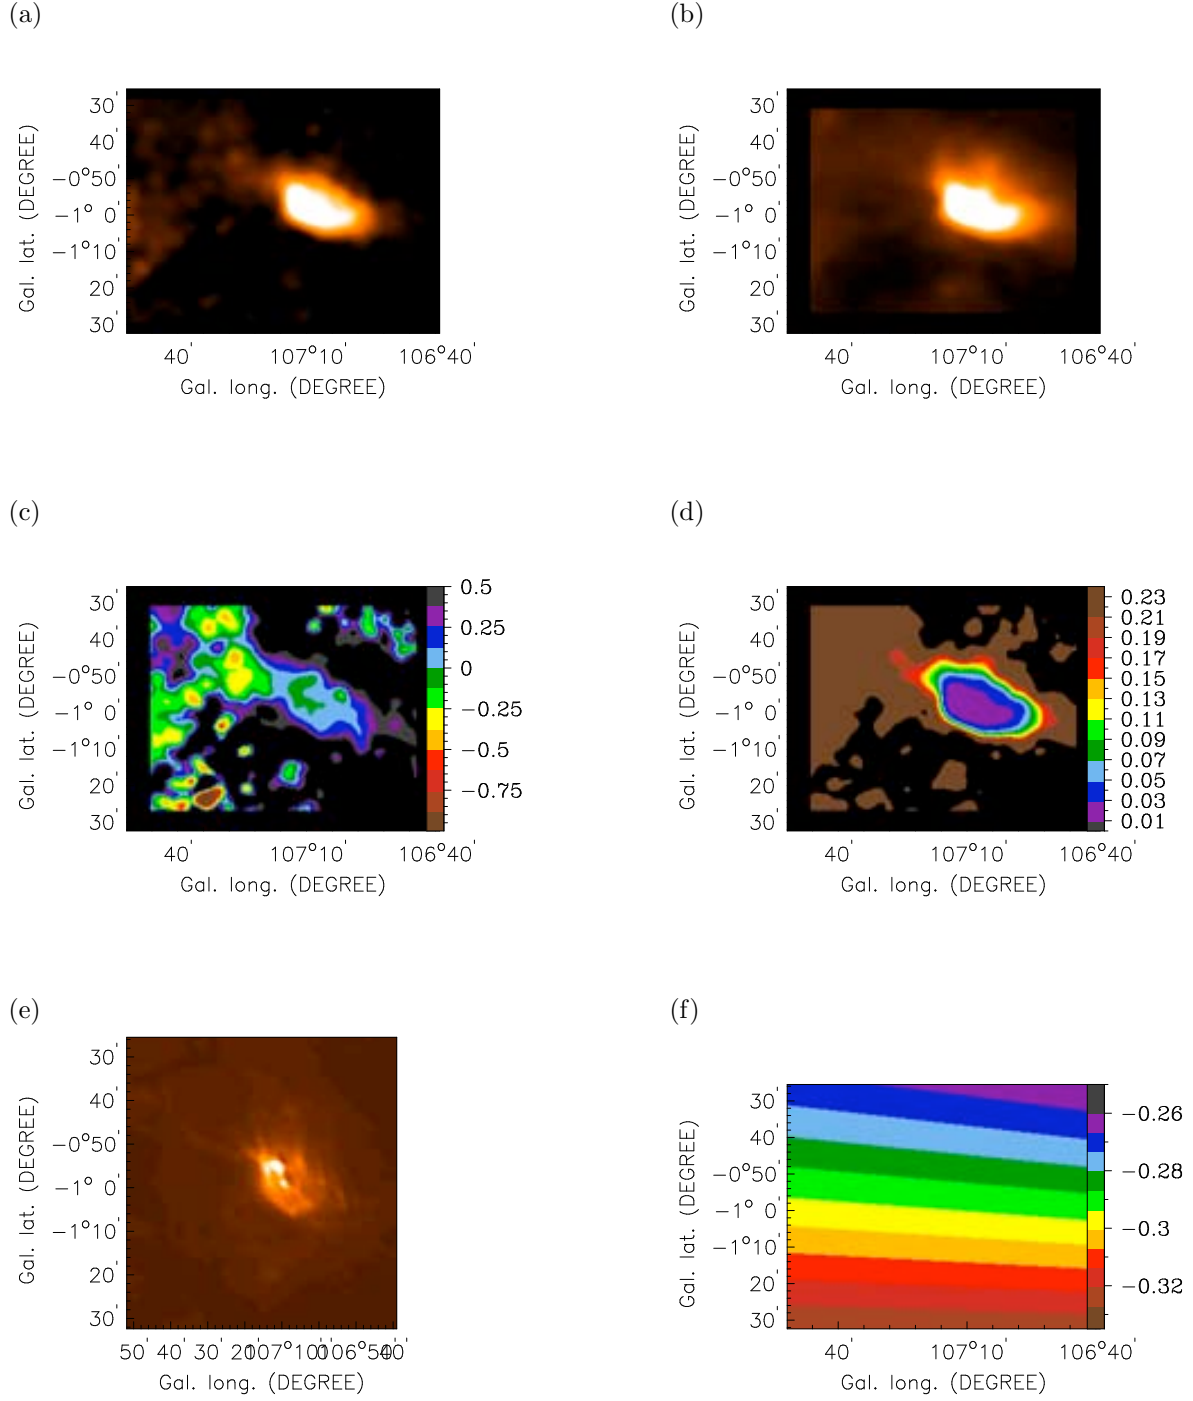 (a)
30'
40'
−0°50'
−1° 0'
−1°10'
20'
30'
Gal. lat. (DEGREE)
40' 107°10' 106°40'
Gal. long. (DEGREE)
(b)
30'
40'
−0°50'
−1° 0'
−1°10'
20'
30'
Gal. lat. (DEGREE)
40' 107°10' 106°40'
Gal. long. (DEGREE)
(c)
30'
40'
−0°50'
−1° 0'
−1°10'
20'
30'
Gal. lat. (DEGREE)
40' 107°10' 106°40'
Gal. long. (DEGREE)
0.5
0.25
0
−0.25
−0.5
−0.75
(d)
30'
40'
−0°50'
−1° 0'
−1°10'
20'
30'
Gal. lat. (DEGREE)
40' 107°10' 106°40'
Gal. long. (DEGREE)
0.23
0.21
0.19
0.17
0.15
0.13
0.11
0.09
0.07
0.05
0.03
0.01
(e)
30'
40'
−0°50'
−1° 0'
−1°10'
20'
30'
Gal. lat. (DEGREE)
50' 40' 30'
Gal. long. (DEGREE)
(f)
30'
40'
−0°50'
−1° 0'
−1°10'
20'
30'
Gal. lat. (DEGREE)
40' 107°10' 106°40'
Gal. long. (DEGREE)
−0.26
−0.28
−0.3
−0.32